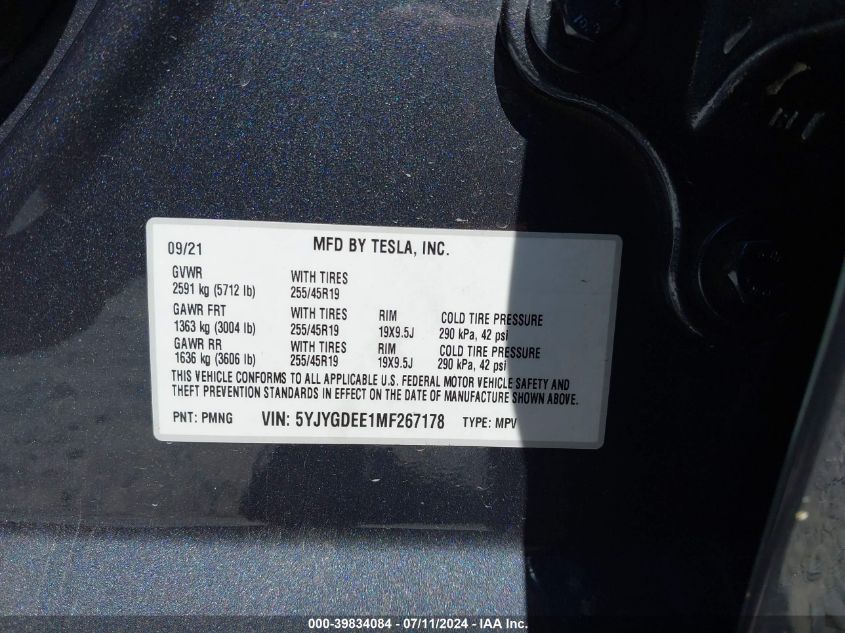 09/21 MFD BY TESLA, INC.
GVWR WITH TIRES
2591 kg (5712 lb) 255/45R19
GAWR FRT WITH TIRES RIM COLD TIRE PRESSURE
1363 kg (3004 lb) 255/45R19 19X9.5J 290 kPa, 42 psi
GAWR RR WITH TIRES RIM COLD TIRE PRESSURE
1636 kg (3606 lb) 255/45R19 19X9.5J 290 kPa, 42 psi
THIS VEHICLE CONFORMS TO ALL APPLICABLE U.S. FEDERAL MOTOR VEHICLE SAFETY AND
THEFT PREVENTION STANDARDS IN EFFECT ON THE DATE OF MANUFACTURE SHOWN ABOVE.
PNT: PMNG VIN: 5YJYGDEE1MF267178 TYPE: MPV
000-39834084 - 07/11/2024 - IAA Inc.